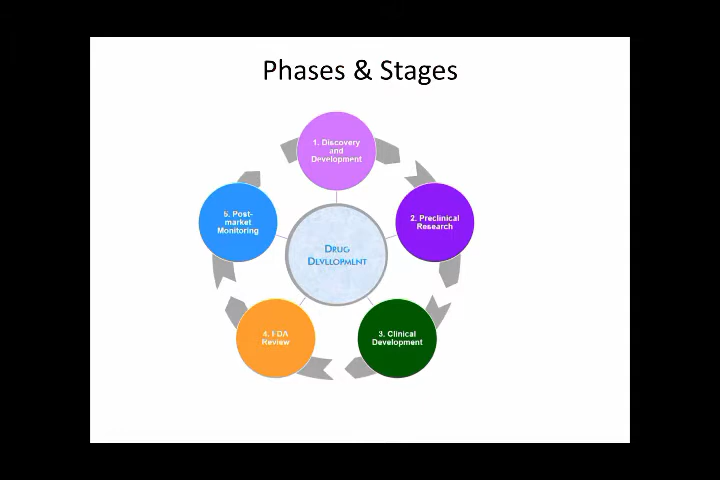 Phases & Stages
1. Discovery
and
Development
2. Preclinical
Research
3. Clinical
Development
4. FDA
Review
5. Post-
market
Monitoring
DRUG
DEVELOPMENT